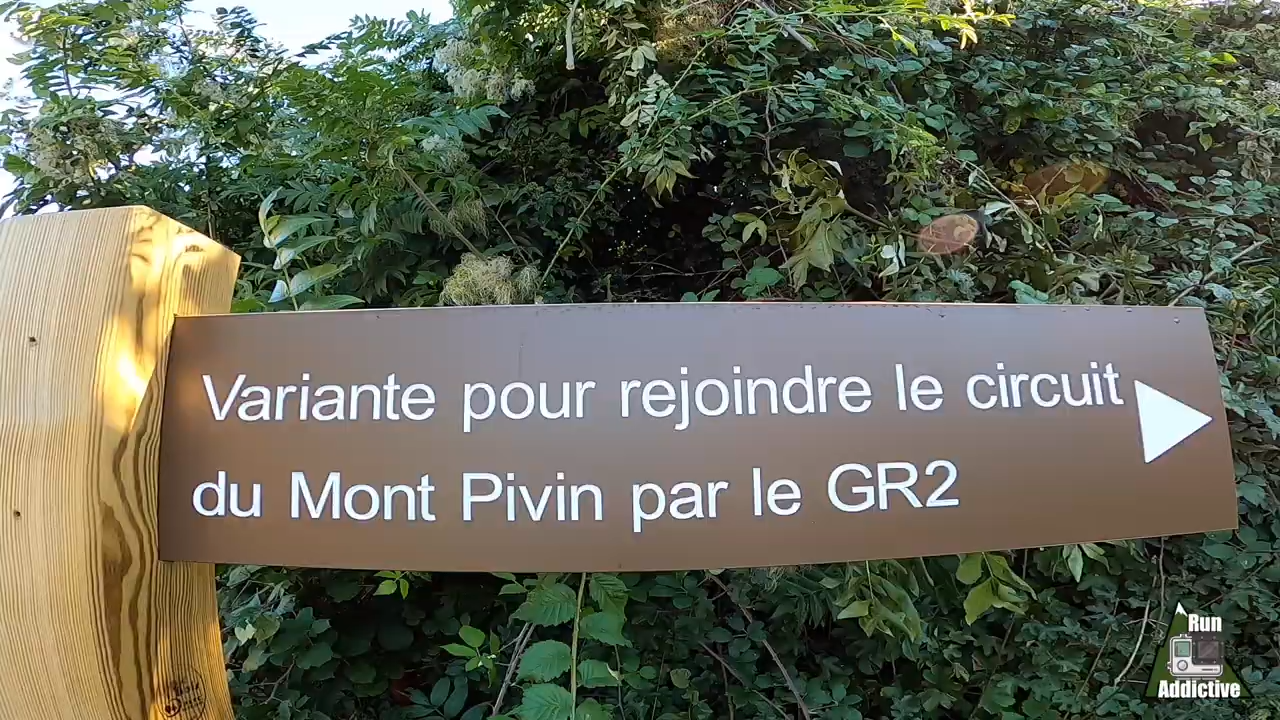 Variante pour rejoindre le circuit
du Mont Pivin par le GR2
Run
Addictive